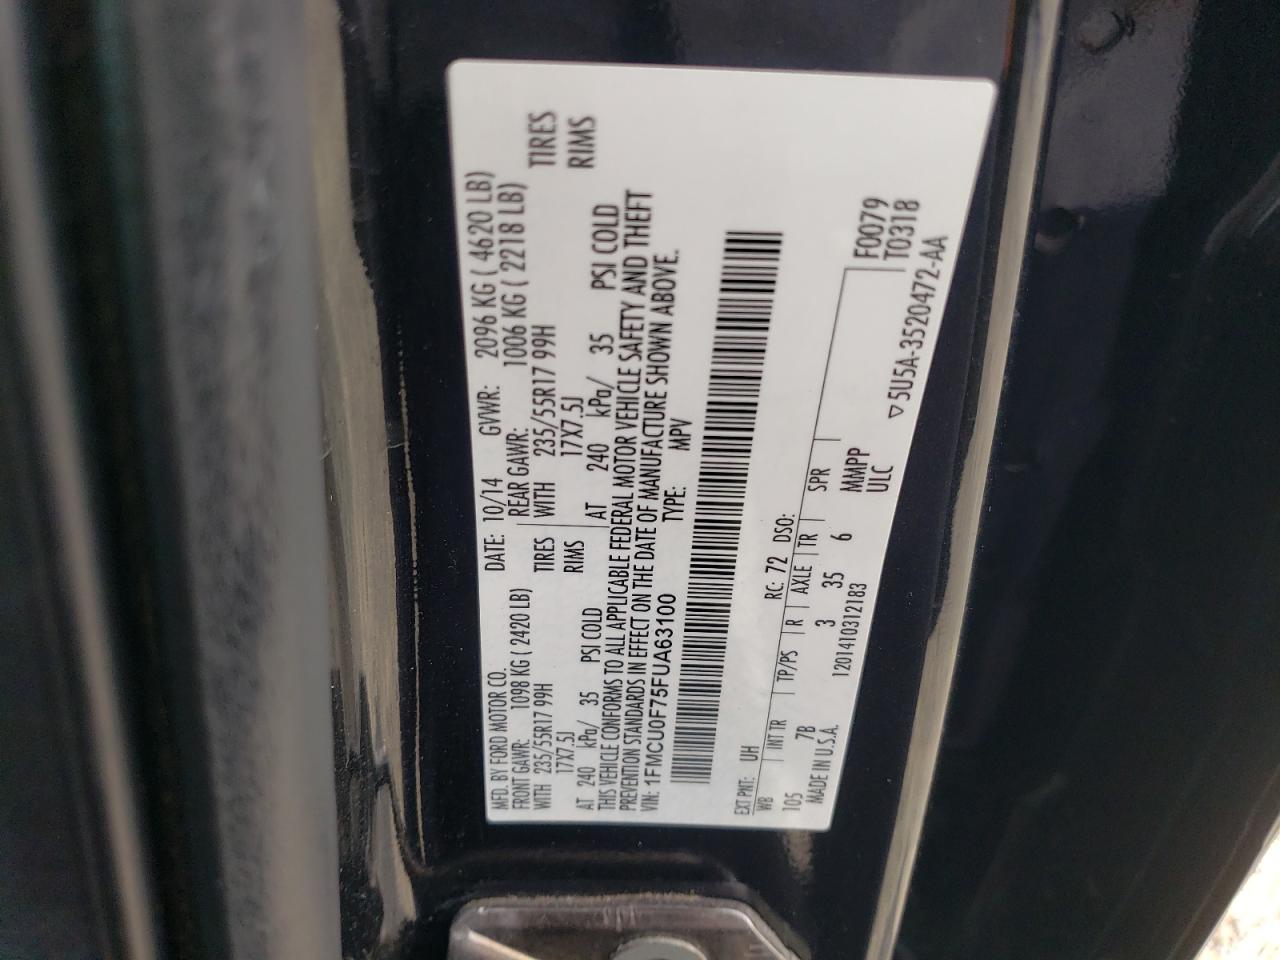 MFD. BY FORD MOTOR CO. DATE: 10/14 GVWR: 2096 KG ( 4620 LB)
FRONT GAWR: 1098 KG ( 2420 LB) REAR GAWR: 1006 KG ( 2218 LB)
WITH 235/55R17 99H TIRES WITH 235/55R17 99H TIRES
17X7.5J RIMS 17X7.5J RIMS
AT 240 kPa/ 35 PSI COLD AT 240 kPa/ 35 PSI COLD
THIS VEHICLE CONFORMS TO ALL APPLICABLE FEDERAL MOTOR VEHICLE SAFETY AND THEFT
PREVENTION STANDARDS IN EFFECT ON THE DATE OF MANUFACTURE SHOWN ABOVE.
VIN: 1FMCU0F75FUA63100 TYPE: MPV
EXT PNT: UH RC: 72 DSO:
WB INT TR TP/PS R AXLE TR SPR F0079
105 7B 3 35 6 MMPP T0318
MADE IN U.S.A. 1201410312183 ULC ▽5U5A-3520472-AA